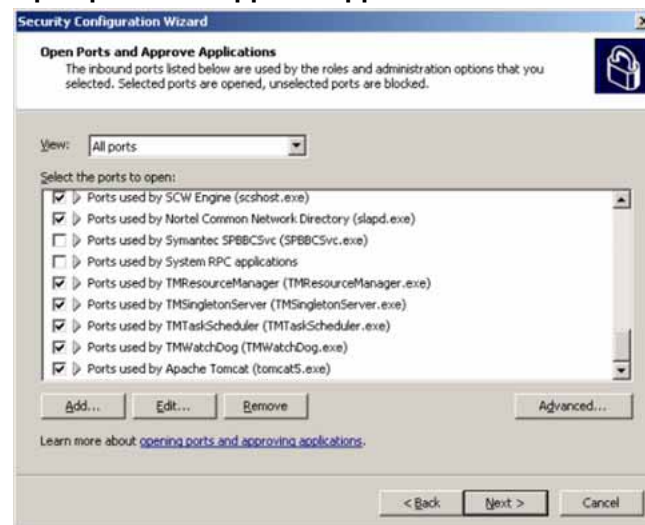 Security Configuration Wizard
Open Ports and Approve Applications
The inbound ports listed below are used by the roles and administration options that you
selected. Selected ports are opened, unselected ports are blocked.
View: All ports
Select the ports to open:
Ports used by SCW Engine (scshost.exe)
Ports used by Nortel Common Network Directory (slapd.exe)
Ports used by Symantec SPBBCSvc (SPBBCSvc.exe)
Ports used by System RPC applications
Ports used by TMResourceManager (TMResourceManager.exe)
Ports used by TMSingletonServer (TMSingletonServer.exe)
Ports used by TMTaskScheduler (TMTaskScheduler.exe)
Ports used by TMWatchDog (TMWatchDog.exe)
Ports used by Apache Tomcat (tomcat5.exe)
Add... Edit... Remove Advanced...
Learn more about opening ports and approving applications.
< Back Next > Cancel